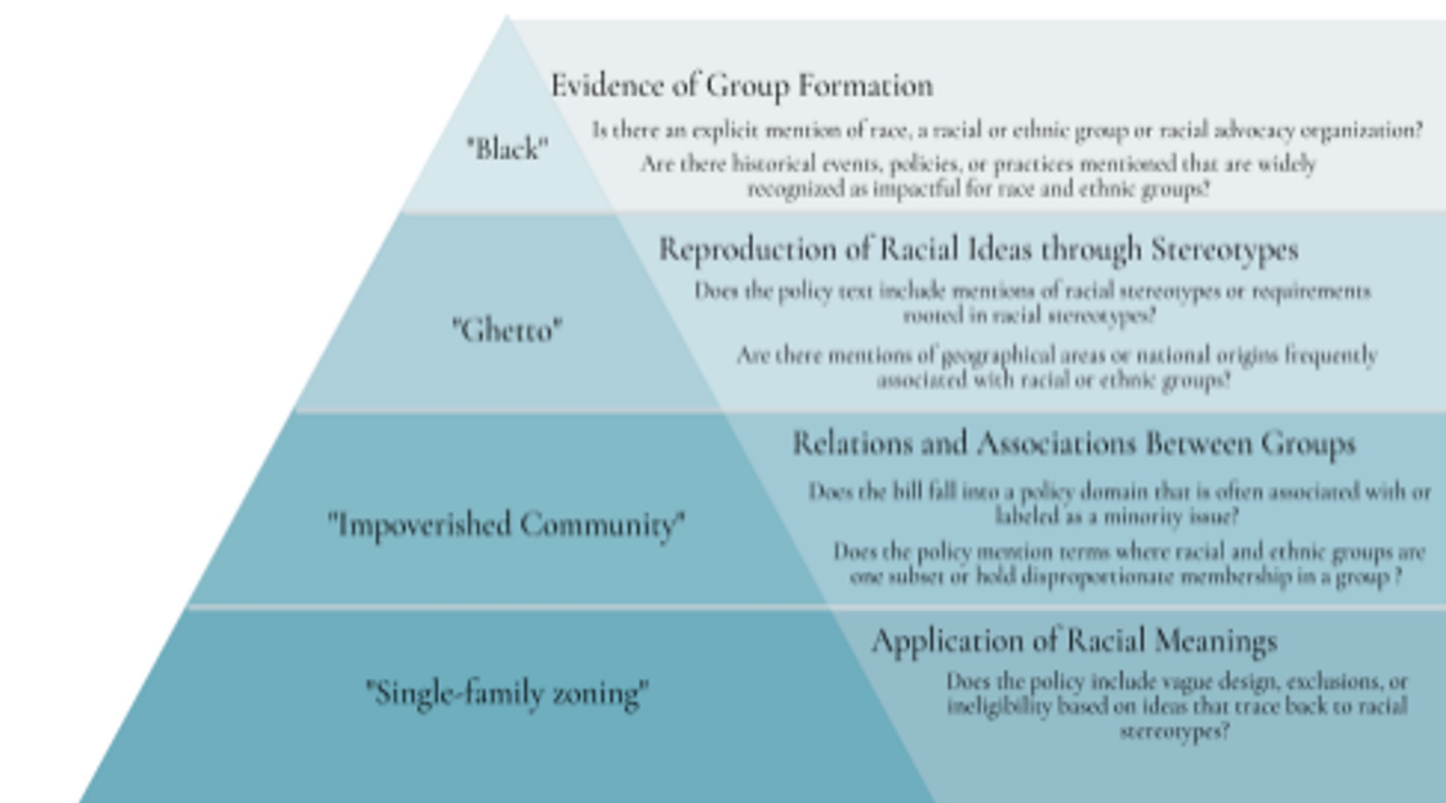 Evidence of Group Formation
"Black"
Is there an explicit mention of race, a racial or ethnic group or racial advocacy organization?
Are there historical events, policies, or practices mentioned that are widely
recognized as impactful for race and ethnic groups?
Reproduction of Racial Ideas through Stereotypes
"Ghetto"
Does the policy text include mentions of racial stereotypes or requirements
rooted in racial stereotypes?
Are there mentions of geographical areas or national origins frequently
associated with racial or ethnic groups?
Relations and Associations Between Groups
"Impoverished Community"
Does the bill fall into a policy domain that is often associated with or
labeled as a minority issue?
Does the policy mention terms where racial and ethnic groups are
one subset or hold disproportionate membership in a group ?
Application of Racial Meanings
"Single-family zoning"
Does the policy include vague design, exclusions, or
ineligibility based on ideas that trace back to racial
stereotypes?